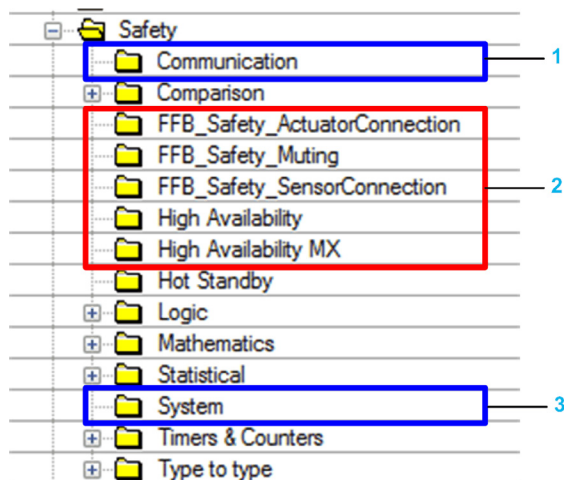 Safety
Communication
1
Comparison
FFB_Safety_ActuatorConnection
FFB_Safety_Muting
FFB_Safety_SensorConnection
2
High Availability
High Availability MX
Hot Standby
Logic
Mathematics
Statistical
System
3
Timers & Counters
Type to type